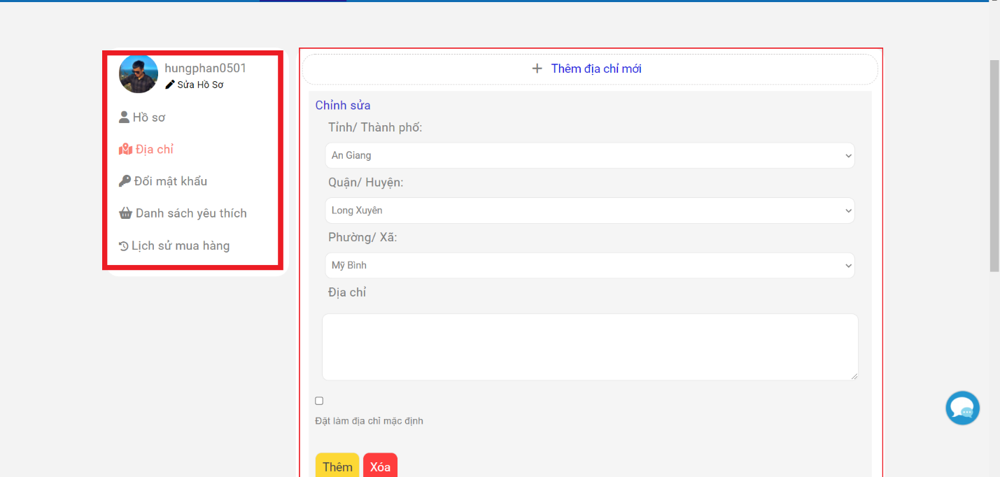 hungphan0501
Sửa Hồ Sơ
Hồ sơ
Địa chỉ
Đổi mật khẩu
Danh sách yêu thích
Lịch sử mua hàng
Thêm địa chỉ mới
Chỉnh sửa
Tỉnh/ Thành phố:
An Giang
Quận/ Huyện:
Long Xuyên
Phường/ Xã:
Mỹ Bình
Địa chỉ
Đặt làm địa chỉ mặc định
Thêm Xóa